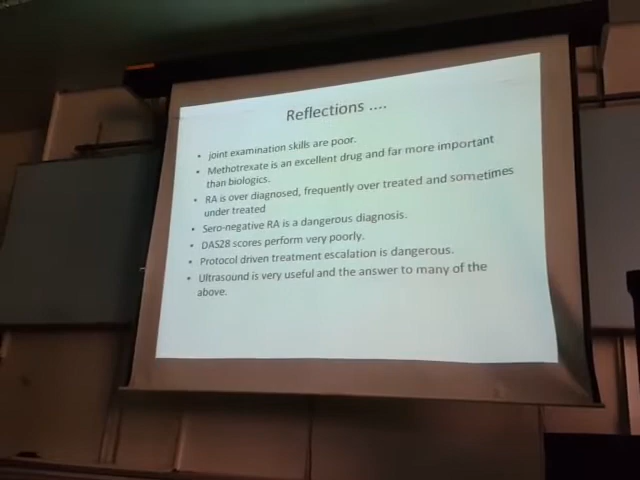 Reflections ....
• joint examination skills are poor.
• Methotrexate is an excellent drug and far more important
than biologics.
• RA is over diagnosed, frequently over treated and sometimes
under treated
• Sero-negative RA is a dangerous diagnosis.
• DAS28 scores perform very poorly.
• Protocol driven treatment escalation is dangerous.
• Ultrasound is very useful and the answer to many of the
above.